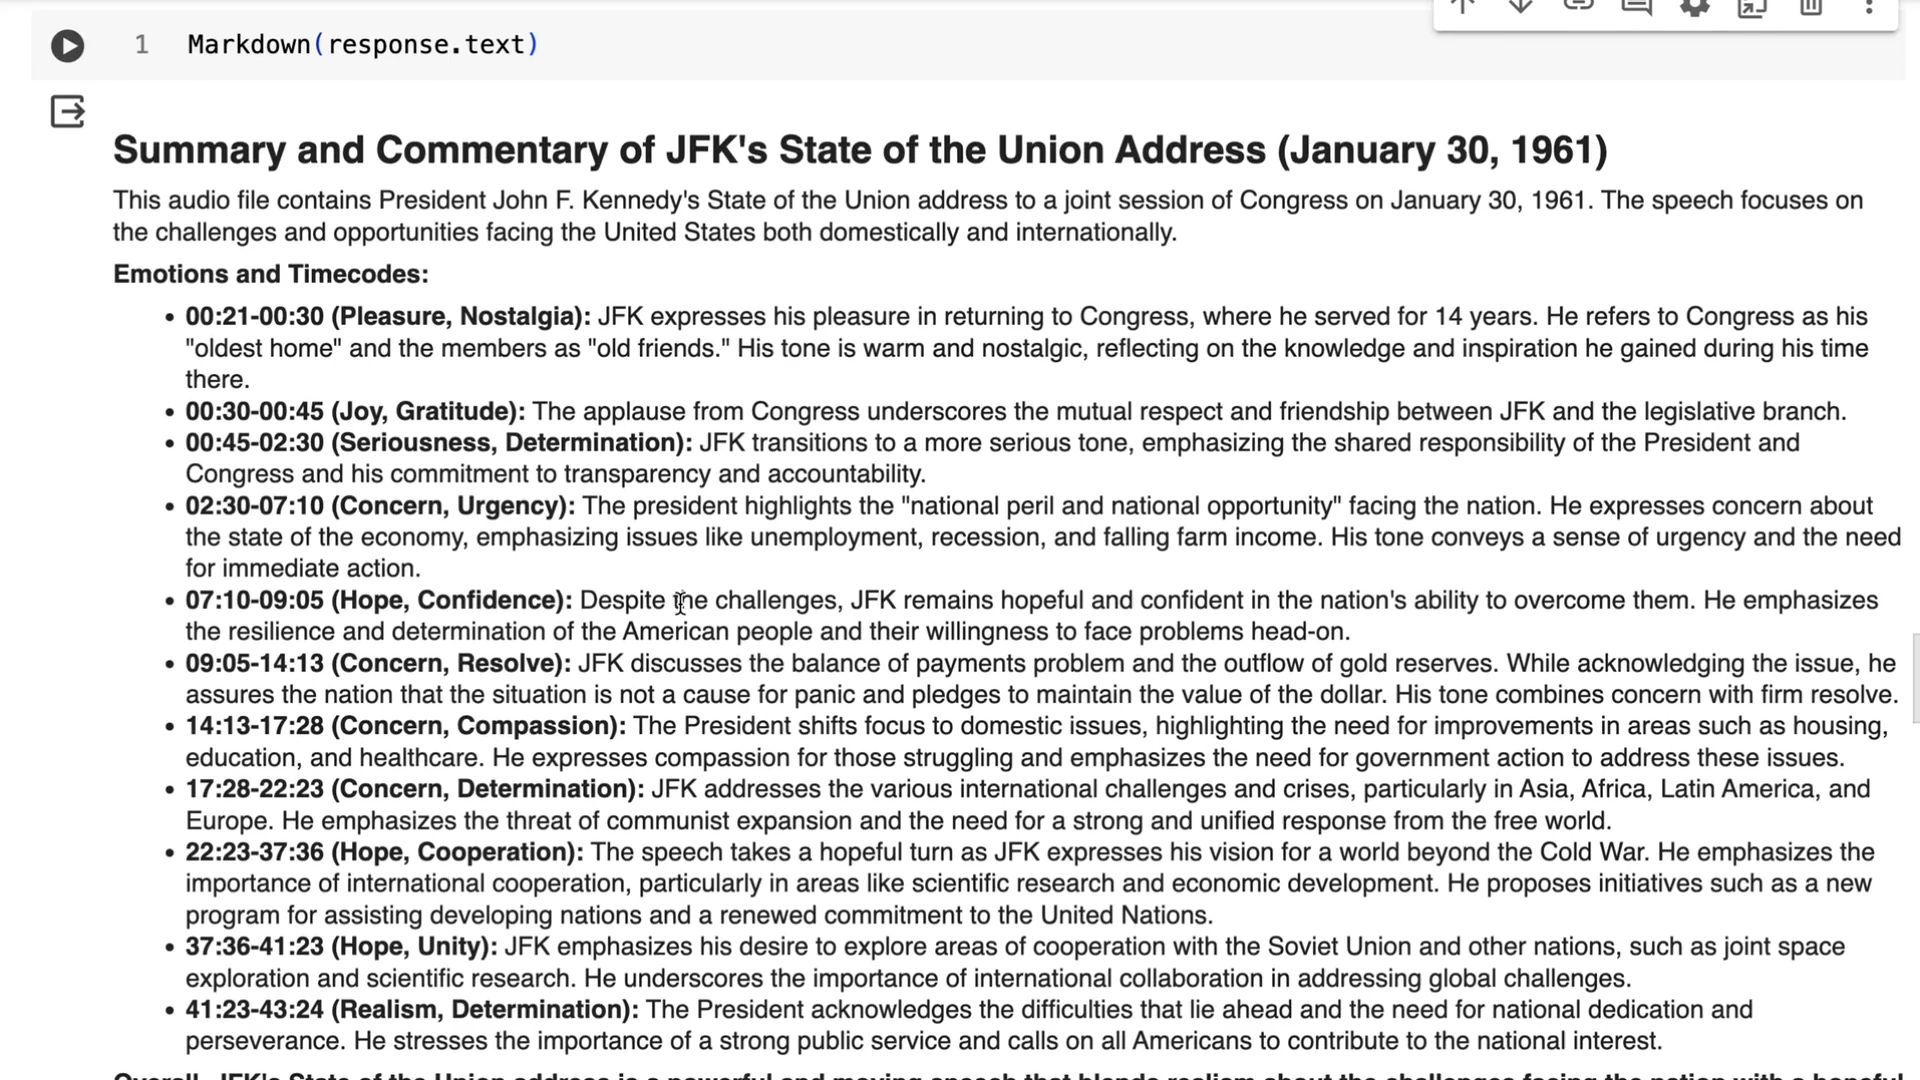 1 Markdown(response.text)
Summary and Commentary of JFK's State of the Union Address (January 30, 1961)
This audio file contains President John F. Kennedy's State of the Union address to a joint session of Congress on January 30, 1961. The speech focuses on
the challenges and opportunities facing the United States both domestically and internationally.
Emotions and Timecodes:
• 00:21-00:30 (Pleasure, Nostalgia): JFK expresses his pleasure in returning to Congress, where he served for 14 years. He refers to Congress as his
"oldest home" and the members as "old friends." His tone is warm and nostalgic, reflecting on the knowledge and inspiration he gained during his time
there.
• 00:30-00:45 (Joy, Gratitude): The applause from Congress underscores the mutual respect and friendship between JFK and the legislative branch.
• 00:45-02:30 (Seriousness, Determination): JFK transitions to a more serious tone, emphasizing the shared responsibility of the President and
Congress and his commitment to transparency and accountability.
• 02:30-07:10 (Concern, Urgency): The president highlights the "national peril and national opportunity" facing the nation. He expresses concern about
the state of the economy, emphasizing issues like unemployment, recession, and falling farm income. His tone conveys a sense of urgency and the need
for immediate action.
• 07:10-09:05 (Hope, Confidence): Despite the challenges, JFK remains hopeful and confident in the nation's ability to overcome them. He emphasizes
the resilience and determination of the American people and their willingness to face problems head-on.
• 09:05-14:13 (Concern, Resolve): JFK discusses the balance of payments problem and the outflow of gold reserves. While acknowledging the issue, he
assures the nation that the situation is not a cause for panic and pledges to maintain the value of the dollar. His tone combines concern with firm resolve.
• 14:13-17:28 (Concern, Compassion): The President shifts focus to domestic issues, highlighting the need for improvements in areas such as housing,
education, and healthcare. He expresses compassion for those struggling and emphasizes the need for government action to address these issues.
• 17:28-22:23 (Concern, Determination): JFK addresses the various international challenges and crises, particularly in Asia, Africa, Latin America, and
Europe. He emphasizes the threat of communist expansion and the need for a strong and unified response from the free world.
• 22:23-37:36 (Hope, Cooperation): The speech takes a hopeful turn as JFK expresses his vision for a world beyond the Cold War. He emphasizes the
importance of international cooperation, particularly in areas like scientific research and economic development. He proposes initiatives such as a new
program for assisting developing nations and a renewed commitment to the United Nations.
• 37:36-41:23 (Hope, Unity): JFK emphasizes his desire to explore areas of cooperation with the Soviet Union and other nations, such as joint space
exploration and scientific research. He underscores the importance of international collaboration in addressing global challenges.
• 41:23-43:24 (Realism, Determination): The President acknowledges the difficulties that lie ahead and the need for national dedication and
perseverance. He stresses the importance of a strong public service and calls on all Americans to contribute to the national interest.
Overall, JFK's State of the Union address is a powerful and moving speech that blends realism about the challenges facing the nation with a hopeful